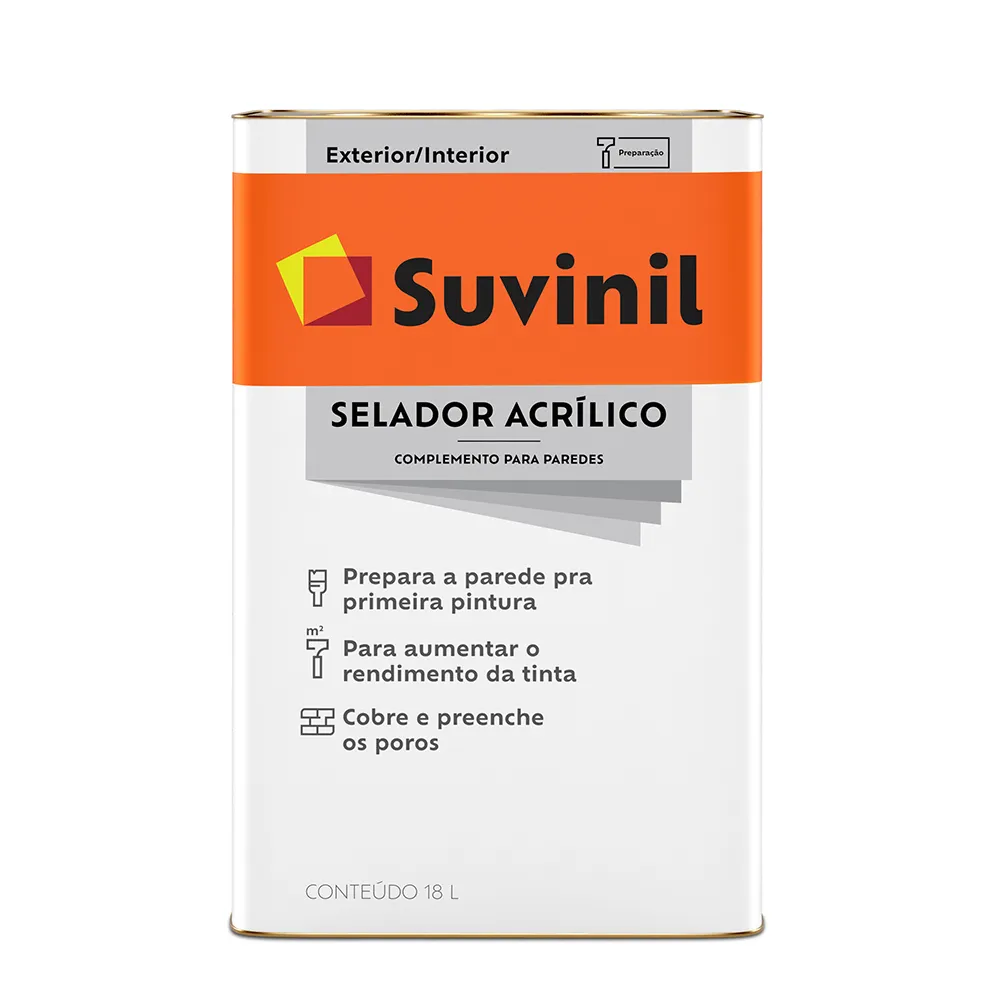 Exterior/Interior
Preparação
Suvinil
SELADOR ACRÍLICO
COMPLEMENTO PARA PAREDES
Prepara a parede pra
primeira pintura
m²
Para aumentar o
rendimento da tinta
Cobre e preenche
os poros
CONTEÚDO 18 L